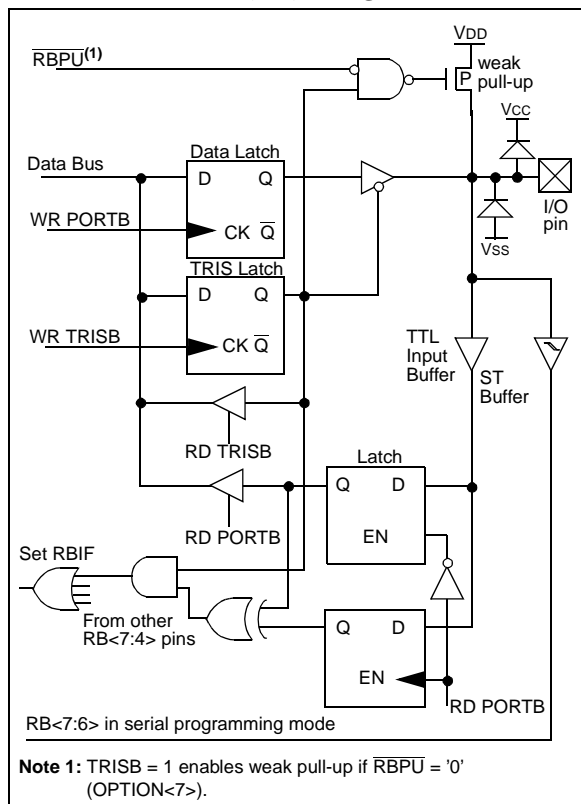 VDD
RBPU(1)
weak
pull-up
P
VCC
Data Bus
Data Latch
D Q
WR PORTB
CK Q
I/O
pin
VSS
TRIS Latch
D Q
WR TRISB
CK Q
TTL
Input
Buffer
ST
Buffer
RD TRISB
Latch
Q D
RD PORTB
EN
Set RBIF
From other
RB<7:4> pins
Q D
EN
RD PORTB
RB<7:6> in serial programming mode
Note 1: TRISB = 1 enables weak pull-up if RBPU = '0'
(OPTION<7>).